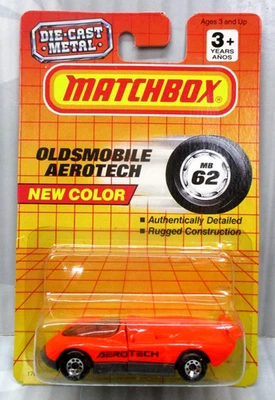 DIE-CAST
METAL
Ages 3 and Up
3+
YEARS
AÑOS
MATCHBOX
OLDSMOBILE
AEROTECH
NEW COLOR
MB
62
■ Authentically Detailed
■ Rugged Construction
AEROTECH